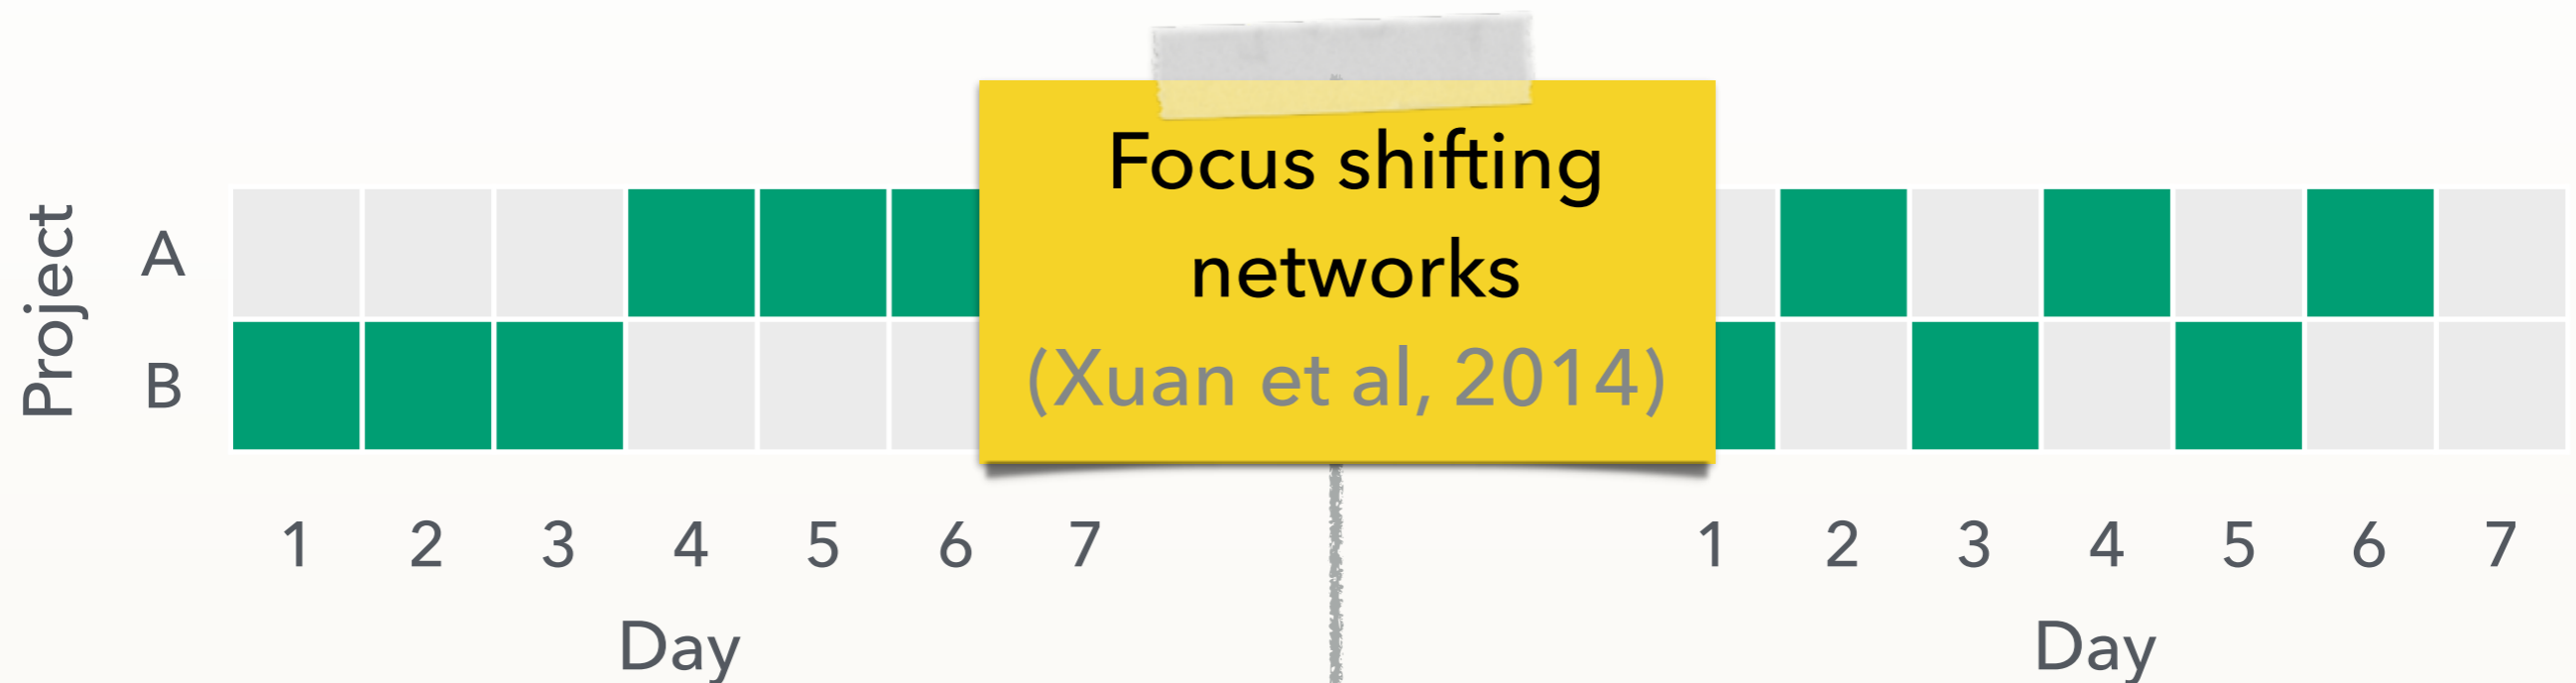 Focus shifting
networks
(Xuan et al, 2014)
Project
A
B
1 2 3 4 5 6 7
Day
1 2 3 4 5 6 7
Day